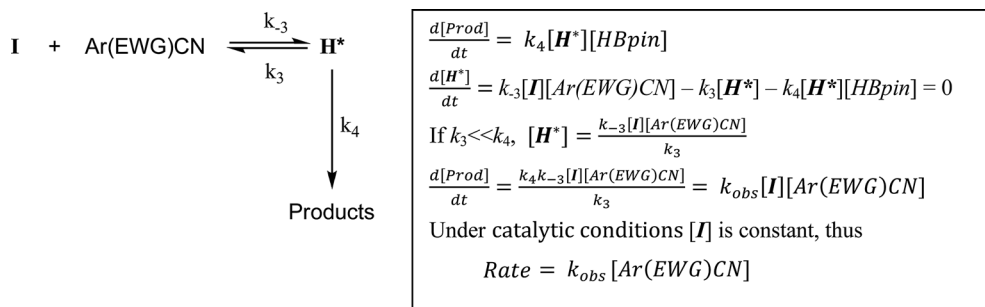 k-3
I + Ar(EWG)CN H*
k3
k4
Products
d[Prod]/dt = k4[H*][HBpin]
d[H*]/dt = k-3[I][Ar(EWG)CN] – k3[H*] – k4[H*][HBpin] = 0
If k3<<k4, [H*] = k−3[I][Ar(EWG)CN]/k3
d[Prod]/dt = k4k−3[I][Ar(EWG)CN]/k3 = kobs[I][Ar(EWG)CN]
Under catalytic conditions [I] is constant, thus
Rate = kobs[Ar(EWG)CN]